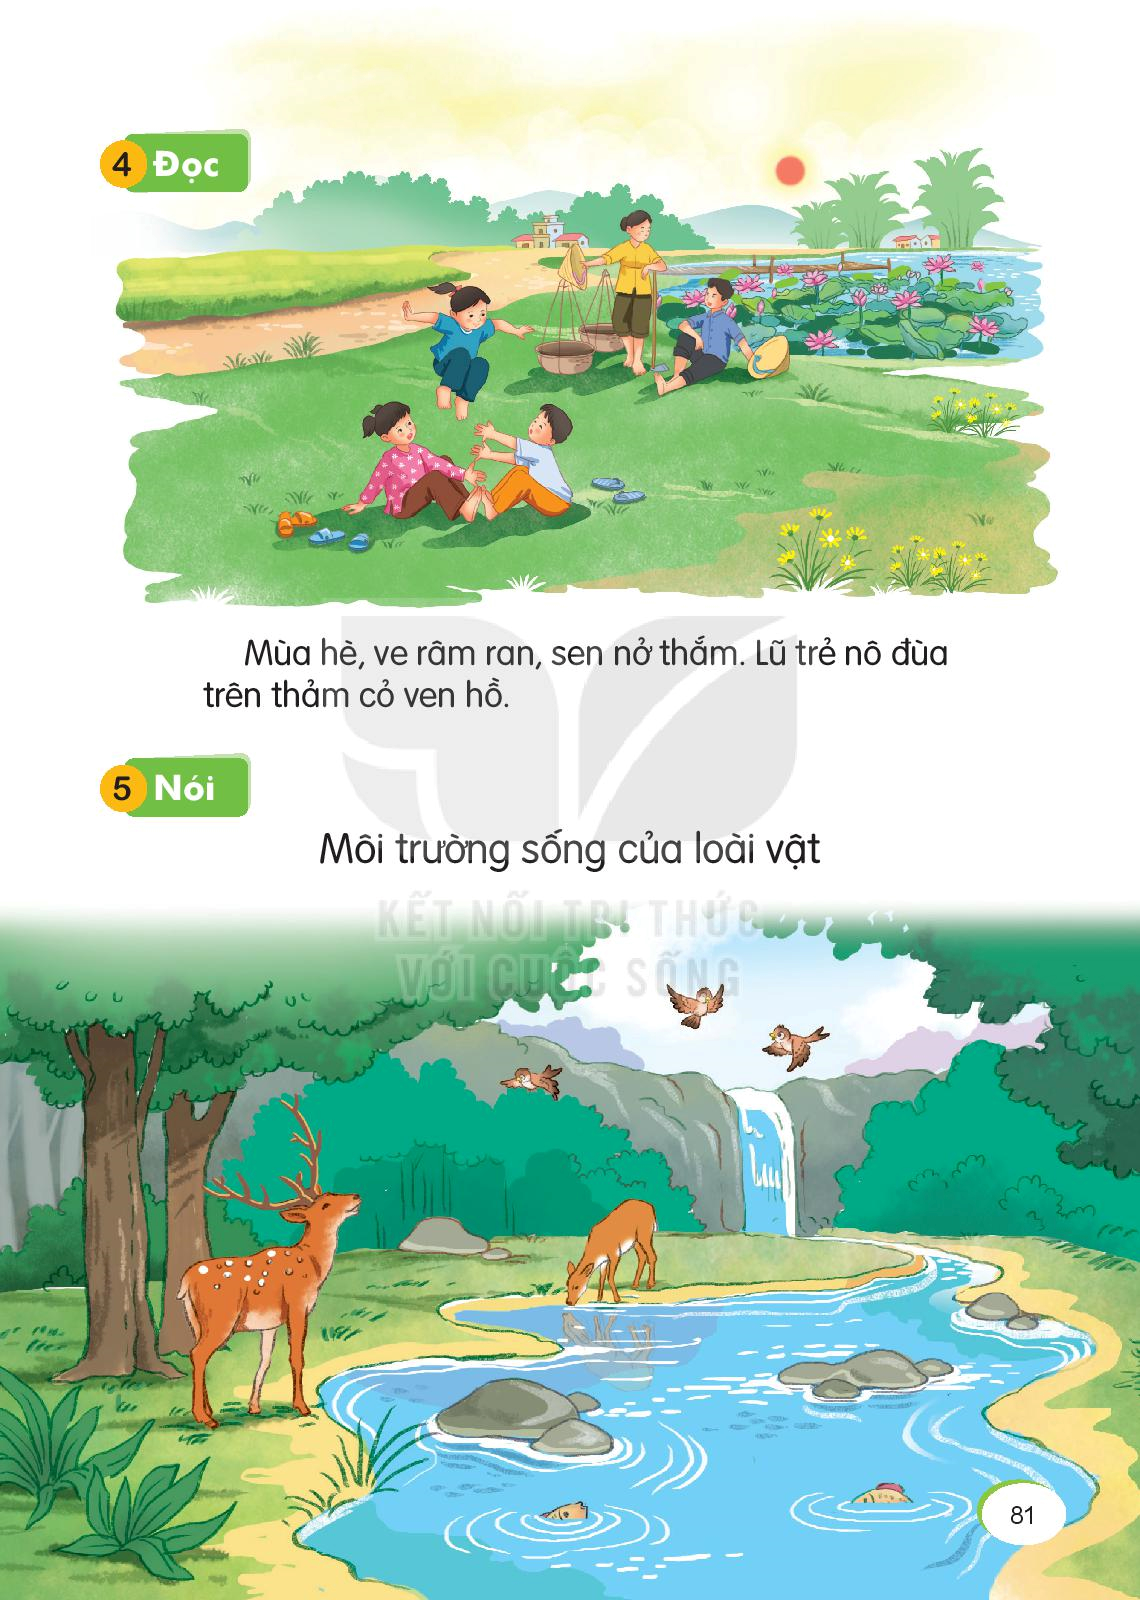 4 Đọc
Mùa hè, ve râm ran, sen nở thắm. Lũ trẻ nô đùa
trên thảm cỏ ven hồ.
5 Nói
Môi trường sống của loài vật
KẾT NỐI TRI THỨC
VỚI CUỘC SỐNG
81